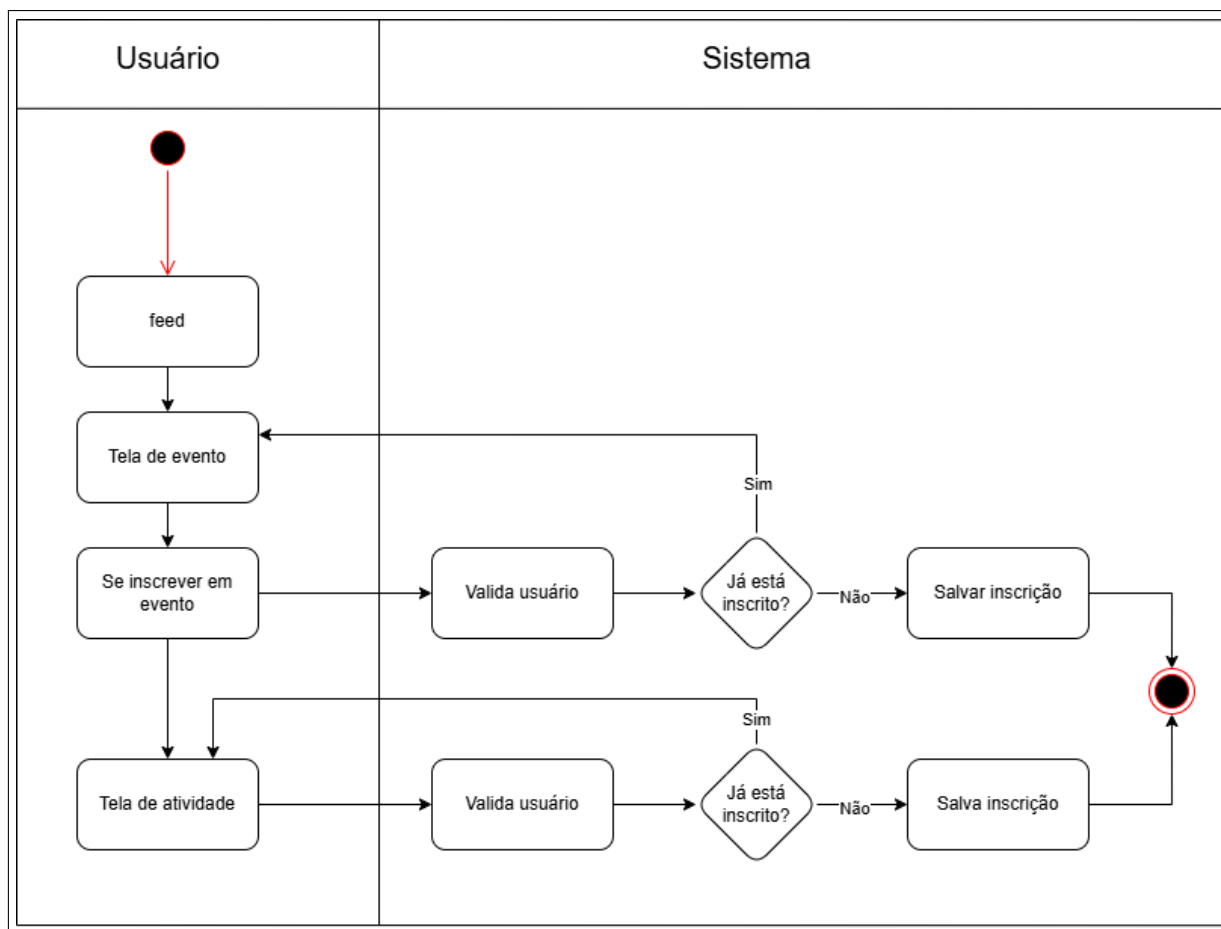 Usuário
Sistema
feed
Tela de evento
Sim
Se inscrever em
evento
Valida usuário
Já está
inscrito?
Não
Salvar inscrição
Sim
Tela de atividade
Valida usuário
Já está
inscrito?
Não
Salva inscrição